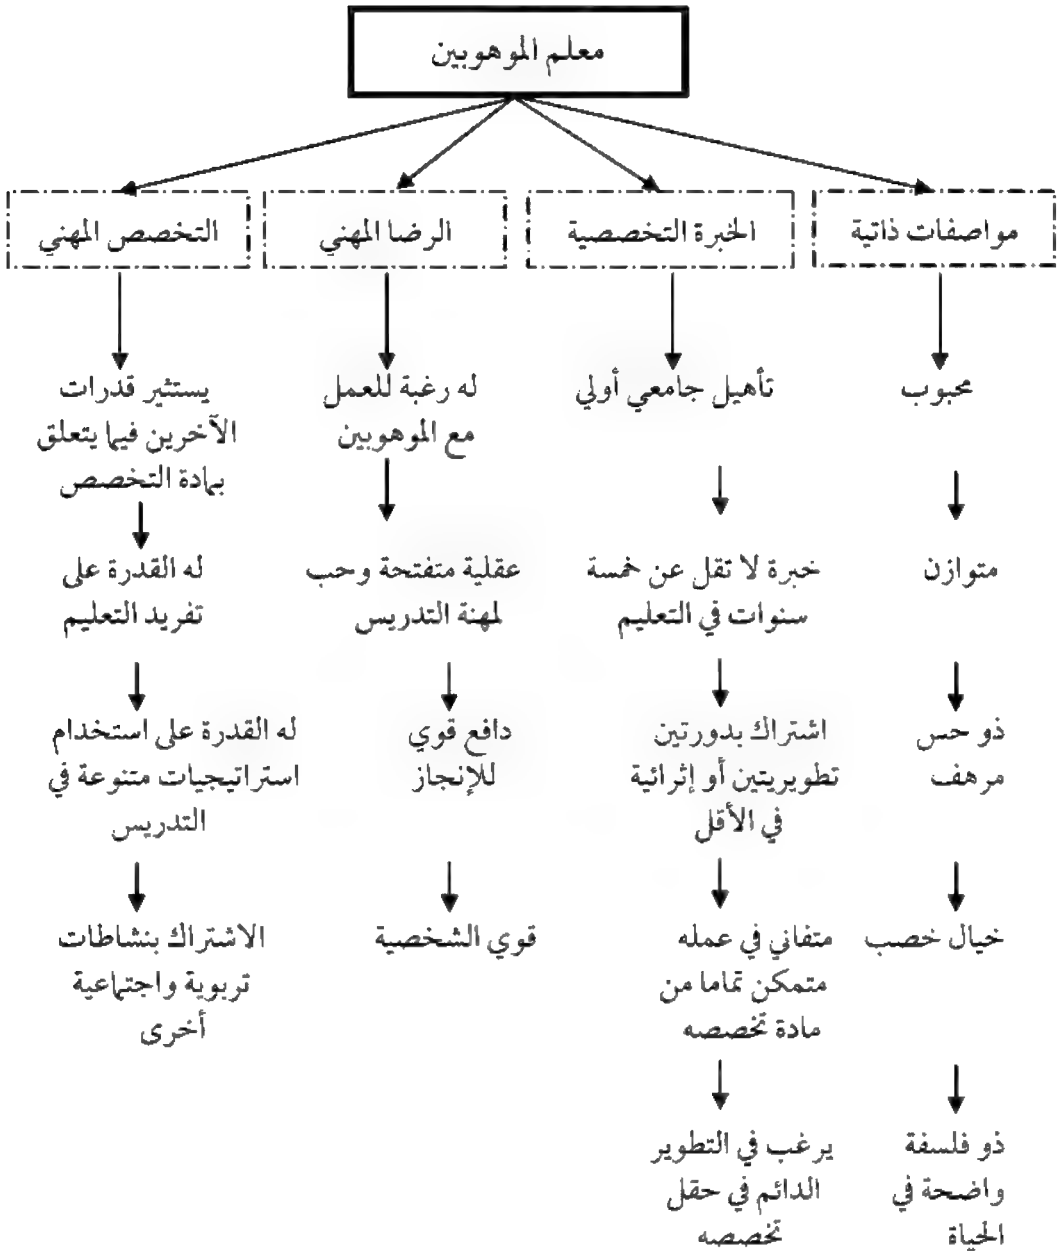 معلم الموهوبين
مواصفات ذاتية
الخبرة التخصصية
الرضا المهني
التخصص المهني
محبوب
متوازن
ذو حس
مرهف
خيال خصب
ذو فلسفة
واضحة في
الحياة
تأهيل جامعي أولي
خبرة لا تقل عن خمسة
سنوات في التعليم
اشتراك بدورتين
تطويريتين أو إثرائية
في الأقل
متفاني في عمله
متمكن تماما من
مادة تخصصه
يرغب في التطوير
الدائم في حقل
تخصصه
له رغبة للعمل
مع الموهوبين
عقلية متفتحة وحب
لمهنة التدريس
دافع قوي
للإنجاز
قوي الشخصية
يستثير قدرات
الآخرين فيما يتعلق
بمادة التخصص
له القدرة على
تفريد التعليم
له القدرة على استخدام
استراتيجيات متنوعة في
التدريس
الاشتراك بنشاطات
تربوية واجتماعية
أخرى